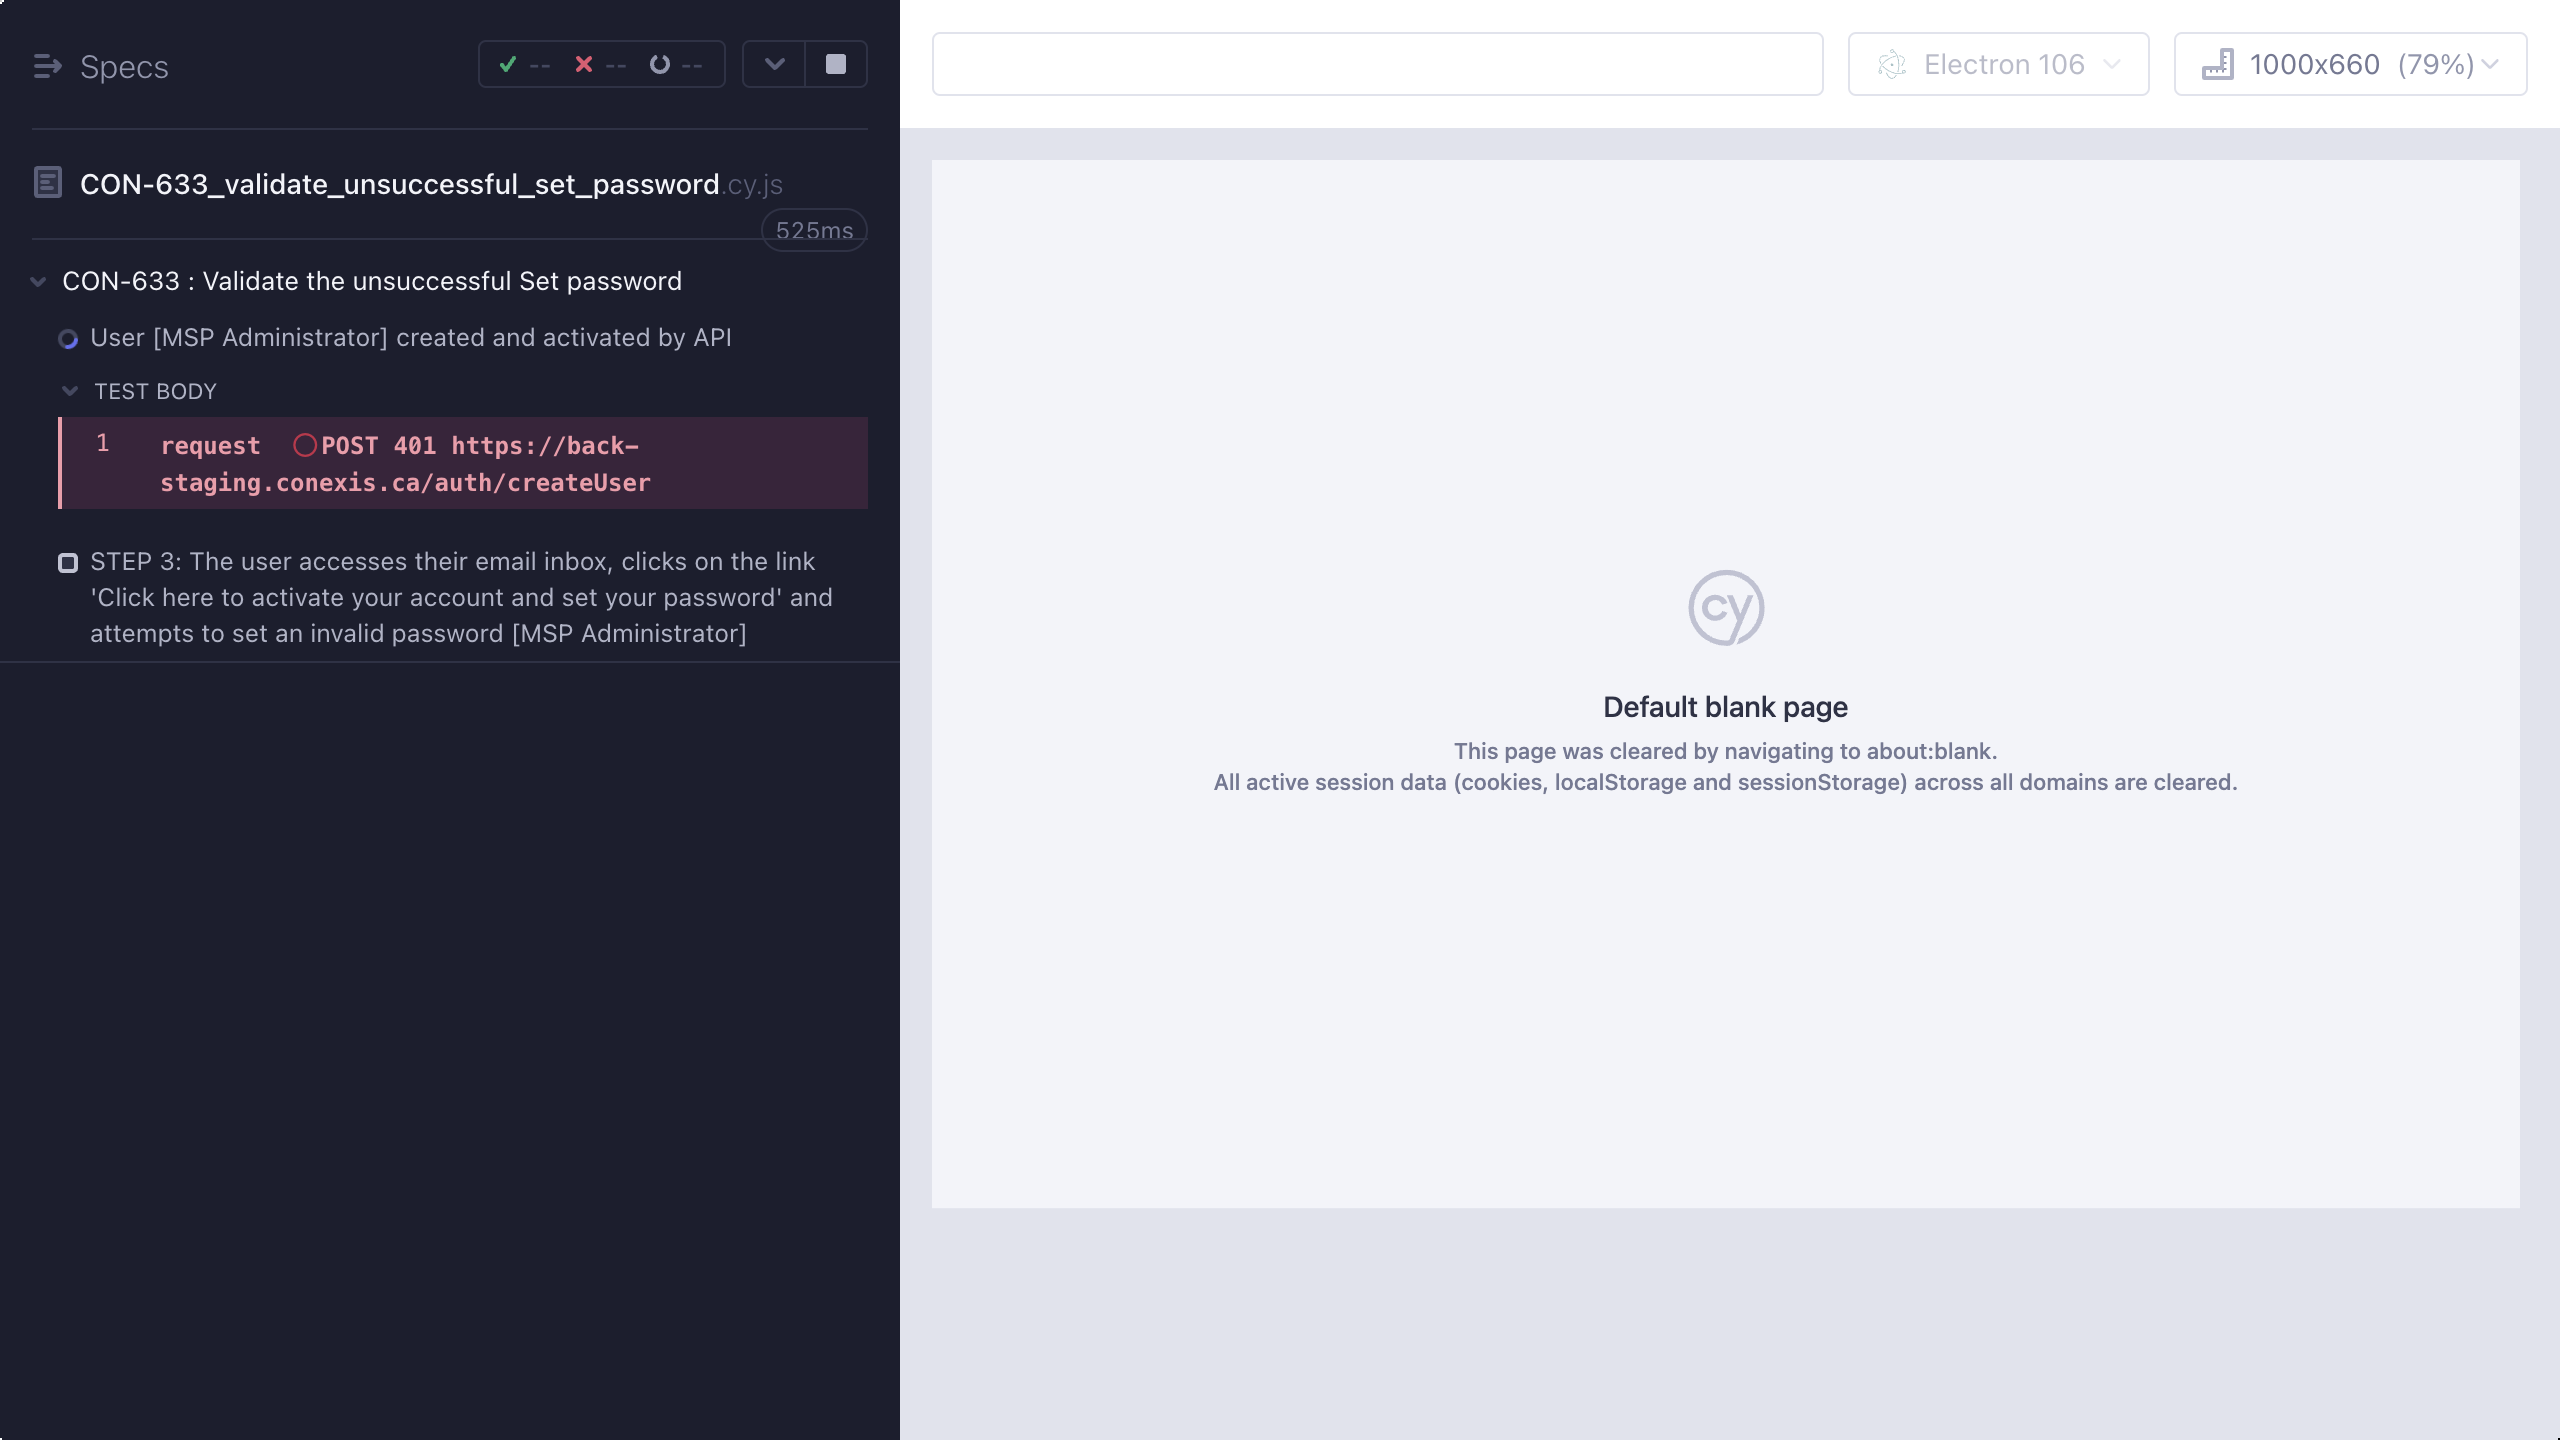 Specs
--
--
--
CON-633_validate_unsuccessful_set_password.cy.js
525ms
CON-633 : Validate the unsuccessful Set password
User [MSP Administrator] created and activated by API
TEST BODY
1 request POST 401 https://back-
staging.conexis.ca/auth/createUser
STEP 3: The user accesses their email inbox, clicks on the link
'Click here to activate your account and set your password' and
attempts to set an invalid password [MSP Administrator]
Electron 106
1000x660 (79%)
cy
Default blank page
This page was cleared by navigating to about:blank.
All active session data (cookies, localStorage and sessionStorage) across all domains are cleared.